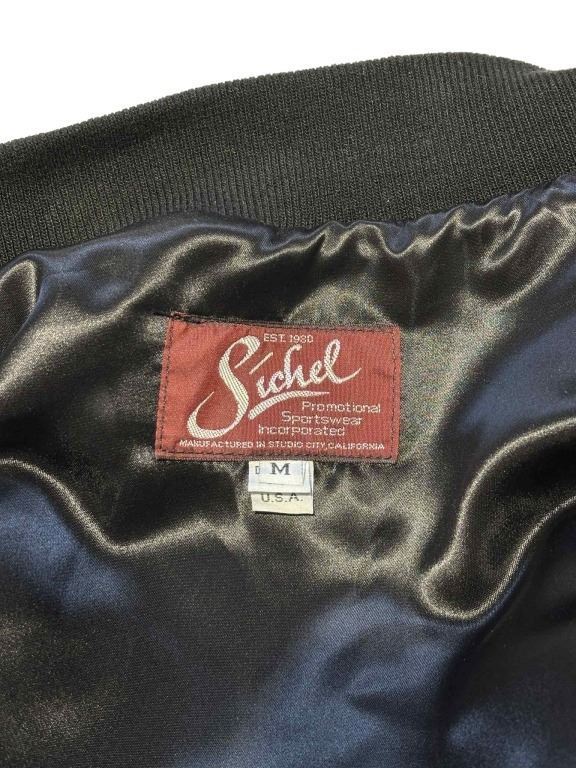 EST. 1980
Sichel
Promotional
Sportswear
Incorporated
MANUFACTURED IN STUDIO CITY, CALIFORNIA
M
U.S.A.